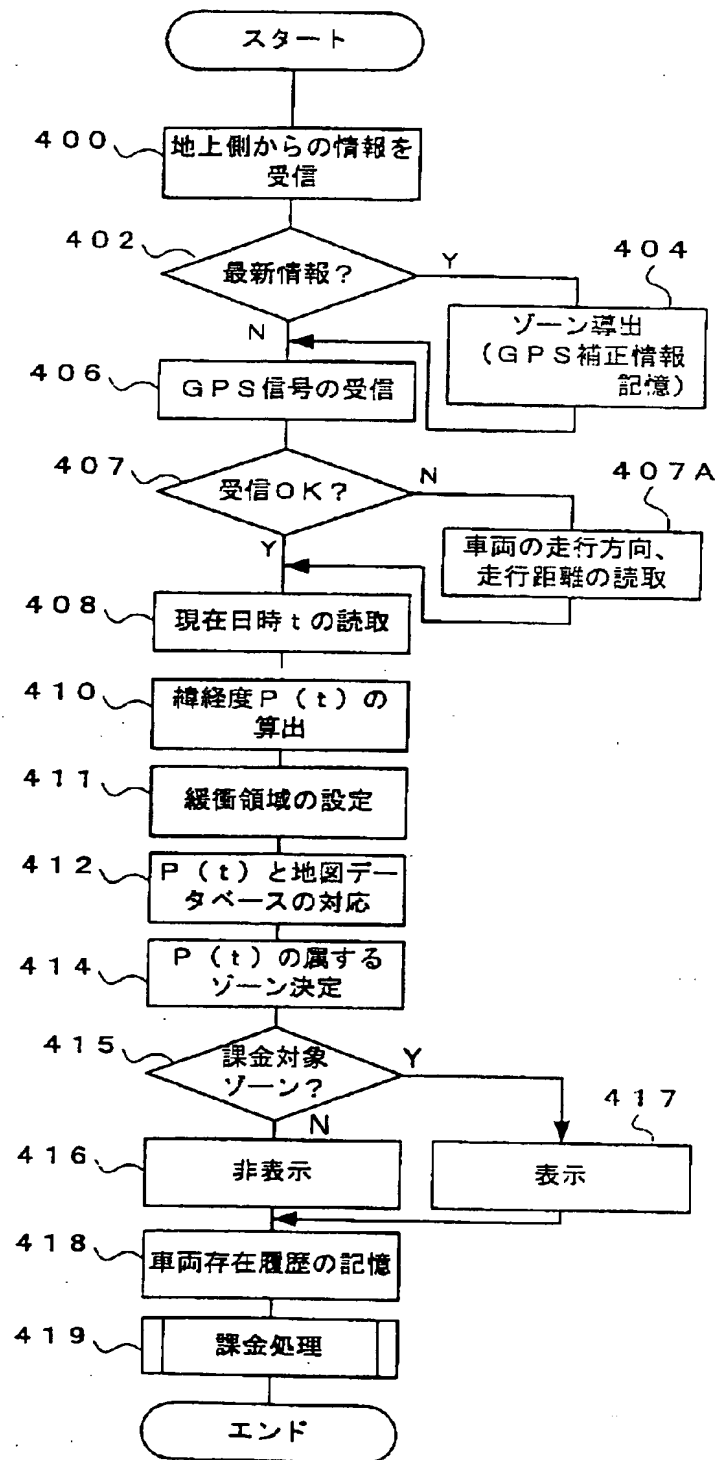 スタート
400
地上側からの情報を
受信
402
最新情報?
Y
404
N
ゾーン導出
(GPS補正情報
記憶)
406
GPS信号の受信
407
受信OK?
N
407A
Y
車両の走行方向、
走行距離の読取
408
現在日時tの読取
410
緯経度P(t)の
算出
411
緩衝領域の設定
412
P(t)と地図デー
タベースの対応
414
P(t)の属する
ゾーン決定
415
課金対象
ゾーン?
Y
N
417
416
非表示
表示
418
車両存在履歴の記憶
419
課金処理
エンド